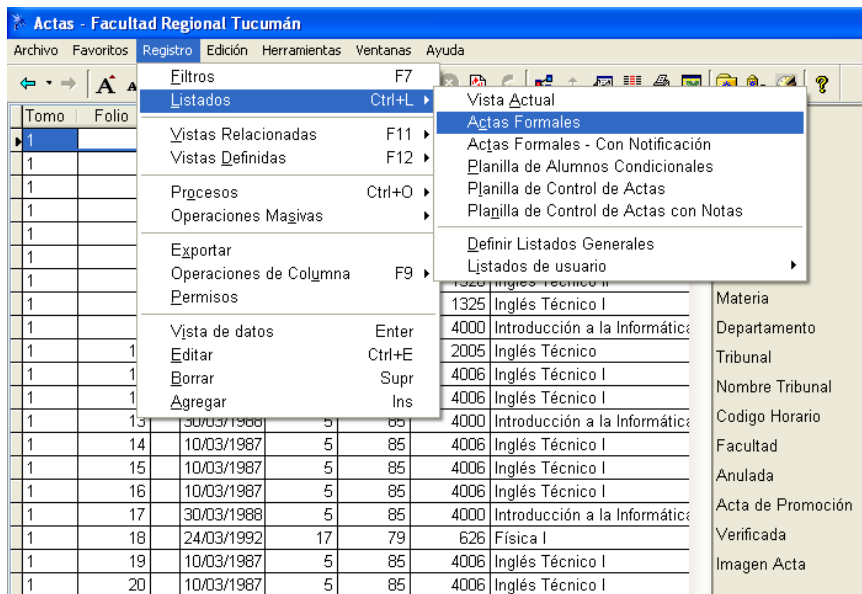 Actas - Facultad Regional Tucumán
Archivo Favoritos Registro Edición Herramientas Ventanas Ayuda
Filtros F7
Listados Ctrl+L
Vistas Relacionadas F11
Vistas Definidas F12
Procesos Ctrl+O
Operaciones Masivas
Exportar
Operaciones de Columna F9
Permisos
Vista de datos Enter
Editar Ctrl+E
Borrar Supr
Agregar Ins
Vista Actual
Actas Formales
Actas Formales - Con Notificación
Planilla de Alumnos Condicionales
Planilla de Control de Actas
Planilla de Control de Actas con Notas
Definir Listados Generales
Listados de usuario
Tomo Folio
1
1
1
1
1
1
1 1326 Inglés Técnico II
1 1325 Inglés Técnico I
1 4000 Introducción a la Informátic
1 1 2005 Inglés Técnico
1 1 4006 Inglés Técnico I
1 1 4006 Inglés Técnico I
1 13 30/03/1988 5 85 4000 Introducción a la Informátic
1 14 10/03/1987 5 85 4006 Inglés Técnico I
1 15 10/03/1987 5 85 4006 Inglés Técnico I
1 16 10/03/1987 5 85 4006 Inglés Técnico I
1 17 30/03/1988 5 85 4000 Introducción a la Informátic
1 18 24/03/1992 17 79 626 Física I
1 19 10/03/1987 5 85 4006 Inglés Técnico I
1 20 10/03/1987 5 85 4006 Inglés Técnico I
Materia
Departamento
Tribunal
Nombre Tribunal
Codigo Horario
Facultad
Anulada
Acta de Promoción
Verificada
Imagen Acta